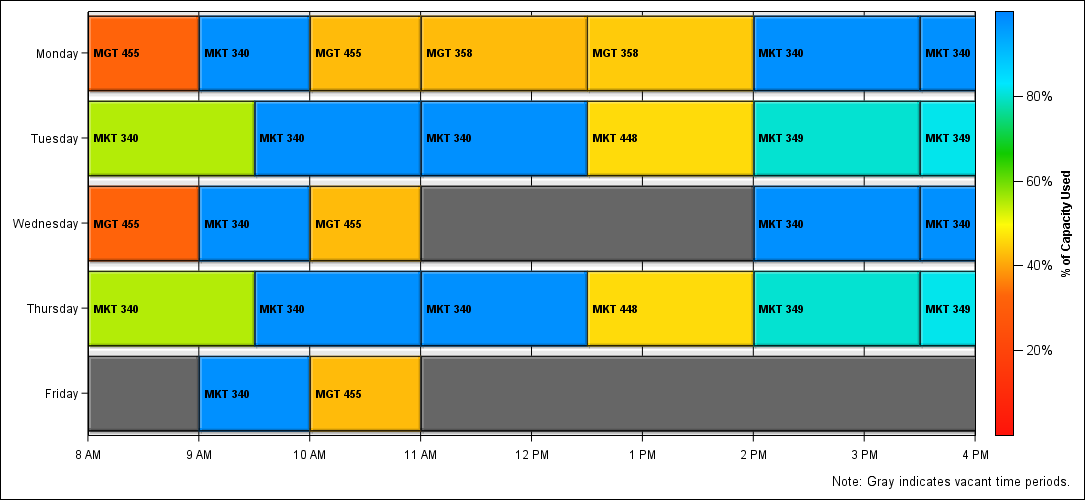 Monday MGT 455 MKT 340 MGT 455 MGT 358 MGT 358 MKT 340 MKT 340
Tuesday MKT 340 MKT 340 MKT 340 MKT 448 MKT 349 MKT 349
Wednesday MGT 455 MKT 340 MGT 455 MKT 340 MKT 340
Thursday MKT 340 MKT 340 MKT 340 MKT 448 MKT 349 MKT 349
Friday MKT 340 MGT 455
8 AM 9 AM 10 AM 11 AM 12 PM 1 PM 2 PM 3 PM 4 PM
80%
60%
40%
20%
% of Capacity Used
Note: Gray indicates vacant time periods.